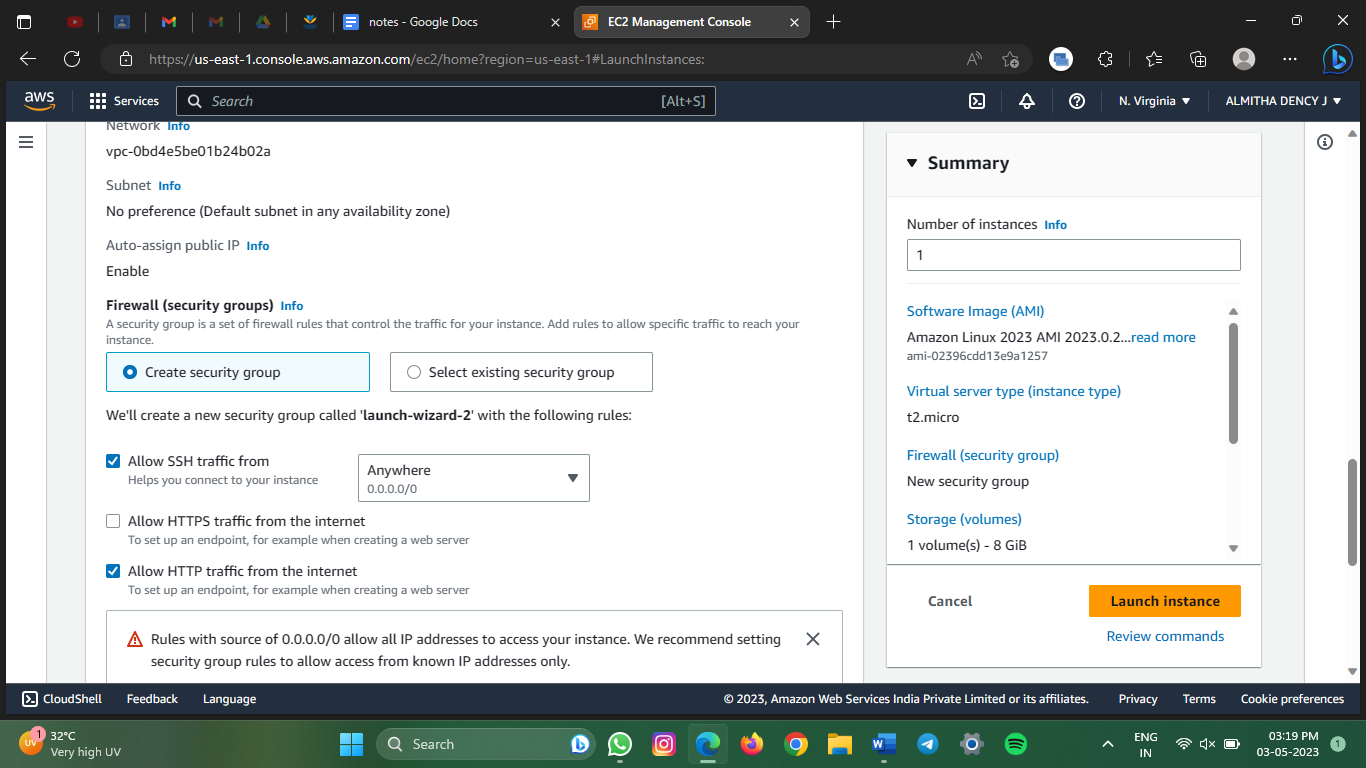 notes - Google Docs
EC2 Management Console
https://us-east-1.console.aws.amazon.com/ec2/home?region=us-east-1#LaunchInstances:
aws
Services
Search
[Alt+S]
N. Virginia
ALMITHA DENCY J
Network Info
vpc-0bd4e5be01b24b02a
Subnet Info
No preference (Default subnet in any availability zone)
Auto-assign public IP Info
Enable
Firewall (security groups) Info
A security group is a set of firewall rules that control the traffic for your instance. Add rules to allow specific traffic to reach your
instance.
Create security group
Select existing security group
We'll create a new security group called 'launch-wizard-2' with the following rules:
Allow SSH traffic from
Helps you connect to your instance
Anywhere
0.0.0.0/0
Allow HTTPS traffic from the internet
To set up an endpoint, for example when creating a web server
Allow HTTP traffic from the internet
To set up an endpoint, for example when creating a web server
Rules with source of 0.0.0.0/0 allow all IP addresses to access your instance. We recommend setting
security group rules to allow access from known IP addresses only.
Summary
Number of instances Info
1
Software Image (AMI)
Amazon Linux 2023 AMI 2023.0.2...read more
ami-02396cdd13e9a1257
Virtual server type (instance type)
t2.micro
Firewall (security group)
New security group
Storage (volumes)
1 volume(s) - 8 GiB
Cancel
Launch instance
Review commands
CloudShell
Feedback
Language
© 2023, Amazon Web Services India Private Limited or its affiliates.
Privacy
Terms
Cookie preferences
UV
1
32°C
Very high UV
Search
ENG
IN
03:19 PM
03-05-2023
1